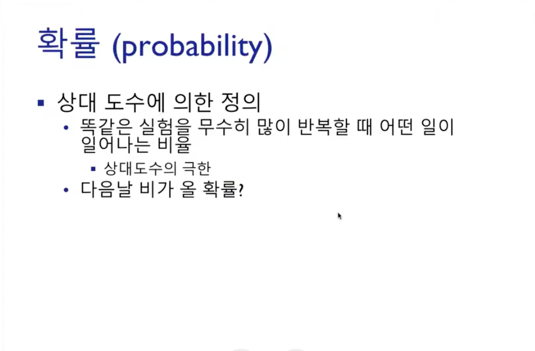 확률 (probability)
상대 도수에 의한 정의
똑같은 실험을 무수히 많이 반복할 때 어떤 일이
일어나는 비율
상대도수의 극한
다음날 비가 올 확률?